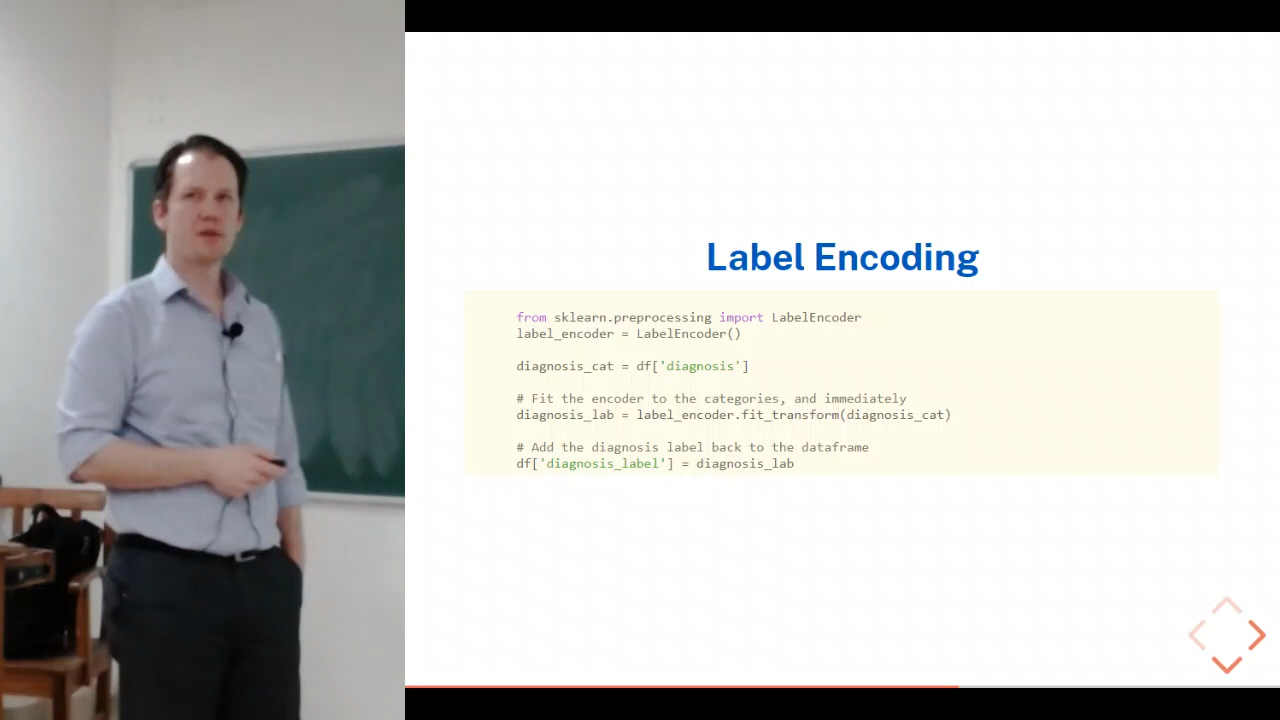 Label Encoding
from sklearn.preprocessing import LabelEncoder
label_encoder = LabelEncoder()
diagnosis_cat = df['diagnosis']
# Fit the encoder to the categories, and immediately
diagnosis_lab = label_encoder.fit_transform(diagnosis_cat)
# Add the diagnosis label back to the dataframe
df['diagnosis_label'] = diagnosis_lab